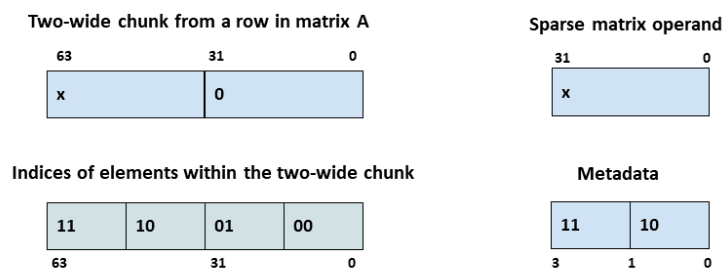 Two-wide chunk from a row in matrix A
Sparse matrix operand
63 31 0
31 0
x 0
x
Indices of elements within the two-wide chunk
Metadata
11 10 01 00
11 10
63 31 0
3 1 0